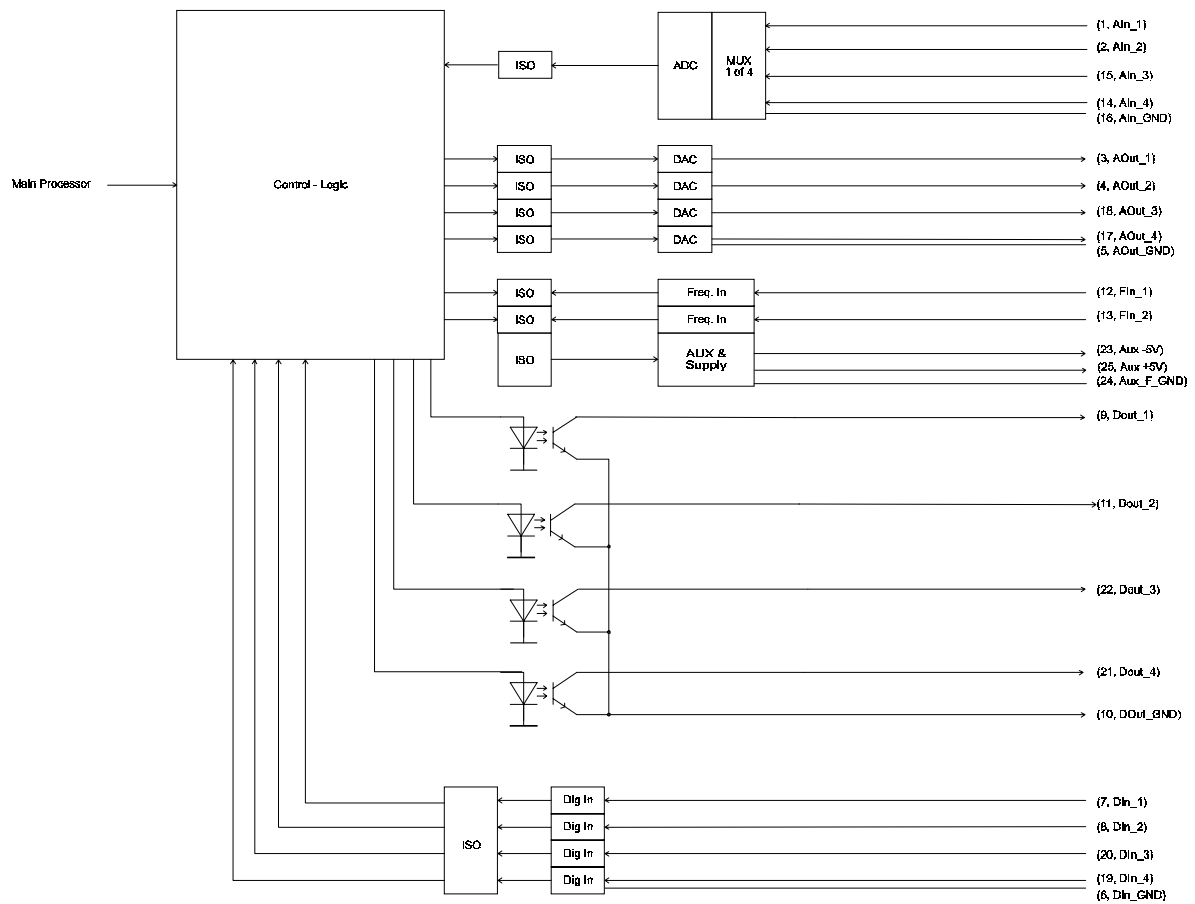 (1, AIn_1)
ISO
ADC
MUX
1 of 4
(2, AIn_2)
(15, AIn_3)
(14, AIn_4)
(16, AIn_GND)
Main Processor
Control - Logic
ISO
DAC
(3, AOut_1)
ISO
DAC
(4, AOut_2)
ISO
DAC
(18, AOut_3)
ISO
DAC
(17, AOut_4)
(5, AOut_GND)
ISO
Freq. In
(12, FIn_1)
ISO
Freq. In
(13, FIn_2)
ISO
AUX &
Supply
(23, Aux -5V)
(25, Aux +5V)
(24, Aux_F_GND)
(9, Dout_1)
(11, Dout_2)
(22, Dout_3)
(21, Dout_4)
(10, DOut_GND)
ISO
Dig In
(7, DIn_1)
Dig In
(8, DIn_2)
Dig In
(20, DIn_3)
Dig In
(19, DIn_4)
(6, DIn_GND)